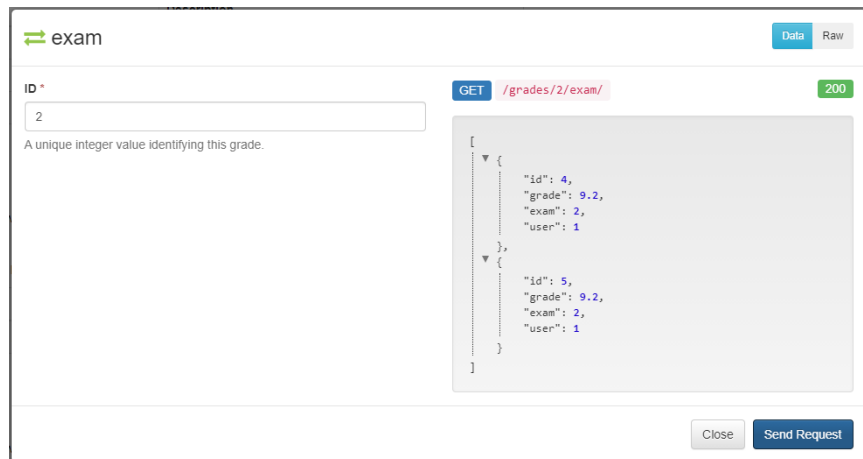 Description
exam
Data
Raw
ID *
2
A unique integer value identifying this grade.
GET /grades/2/exam/
200
[
{
"id": 4,
"grade": 9.2,
"exam": 2,
"user": 1
},
{
"id": 5,
"grade": 9.2,
"exam": 2,
"user": 1
}
]
Close
Send Request